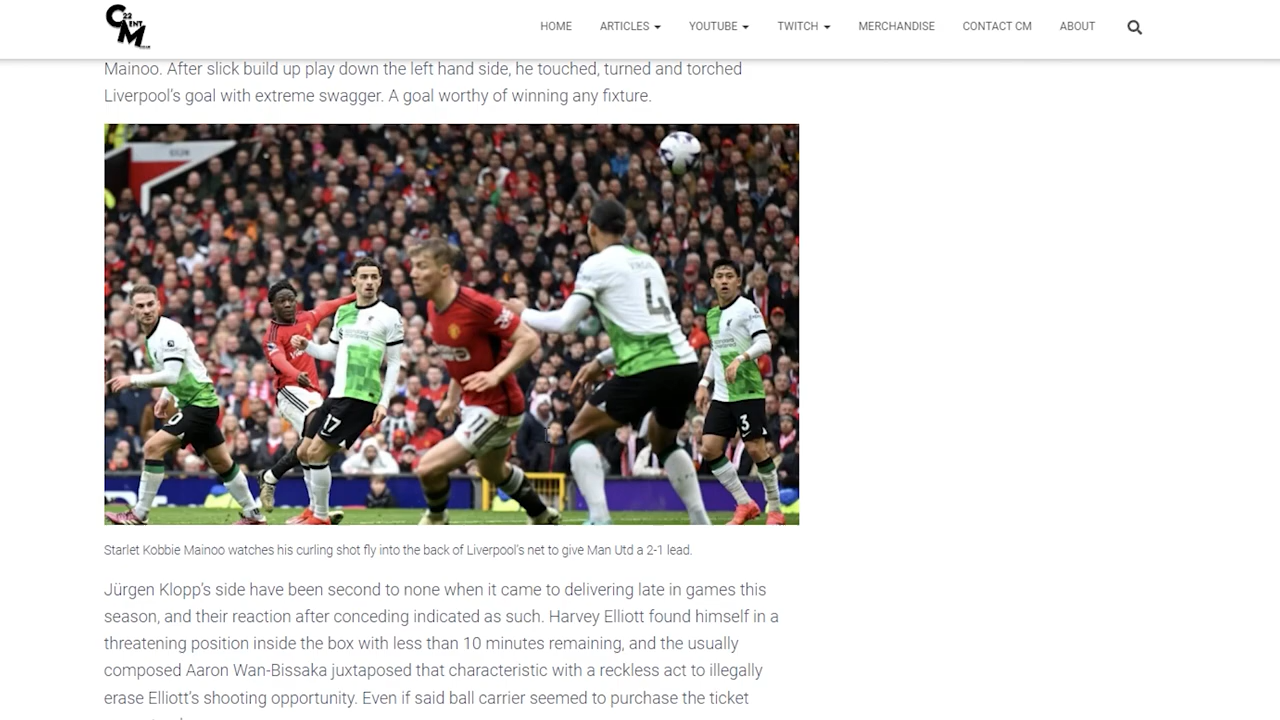 C22
ENT
M
HOME ARTICLES YOUTUBE TWITCH MERCHANDISE CONTACT CM ABOUT
Mainoo. After slick build up play down the left hand side, he touched, turned and torched
Liverpool’s goal with extreme swagger. A goal worthy of winning any fixture.
VIRGIL
4
17
11
3
0
Starlet Kobbie Mainoo watches his curling shot fly into the back of Liverpool’s net to give Man Utd a 2-1 lead.
Jürgen Klopp’s side have been second to none when it came to delivering late in games this
season, and their reaction after conceding indicated as such. Harvey Elliott found himself in a
threatening position inside the box with less than 10 minutes remaining, and the usually
composed Aaron Wan-Bissaka juxtaposed that characteristic with a reckless act to illegally
erase Elliott’s shooting opportunity. Even if said ball carrier seemed to purchase the ticket